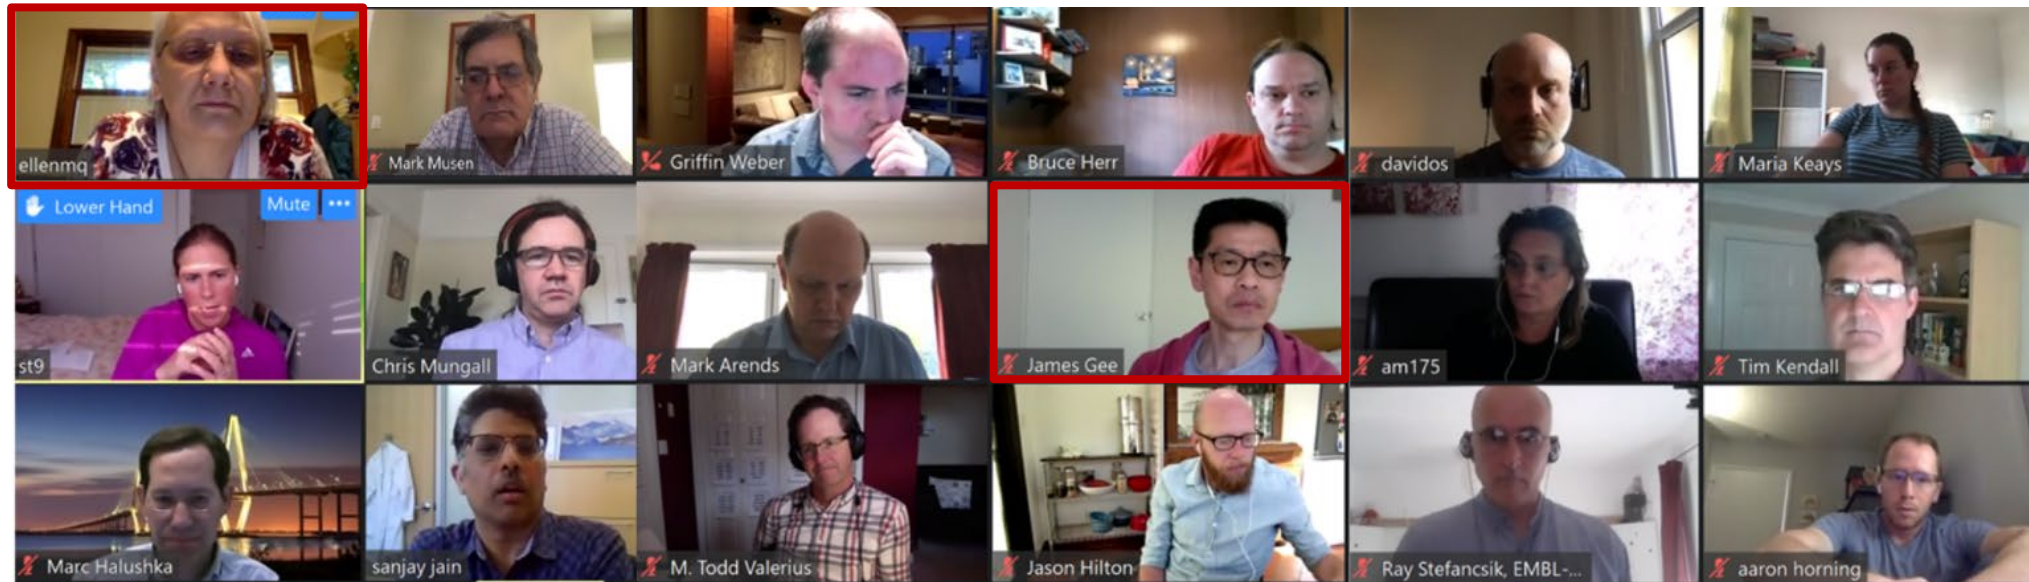 ellenmq
Mark Musen
Griffin Weber
Bruce Herr
davidos
Maria Keays
Lower Hand
Mute
st9
Chris Mungall
Mark Arends
James Gee
am175
Tim Kendall
Marc Halushka
sanjay jain
M. Todd Valerius
Jason Hilton
Ray Stefancsik, EMBL-...
aaron horning